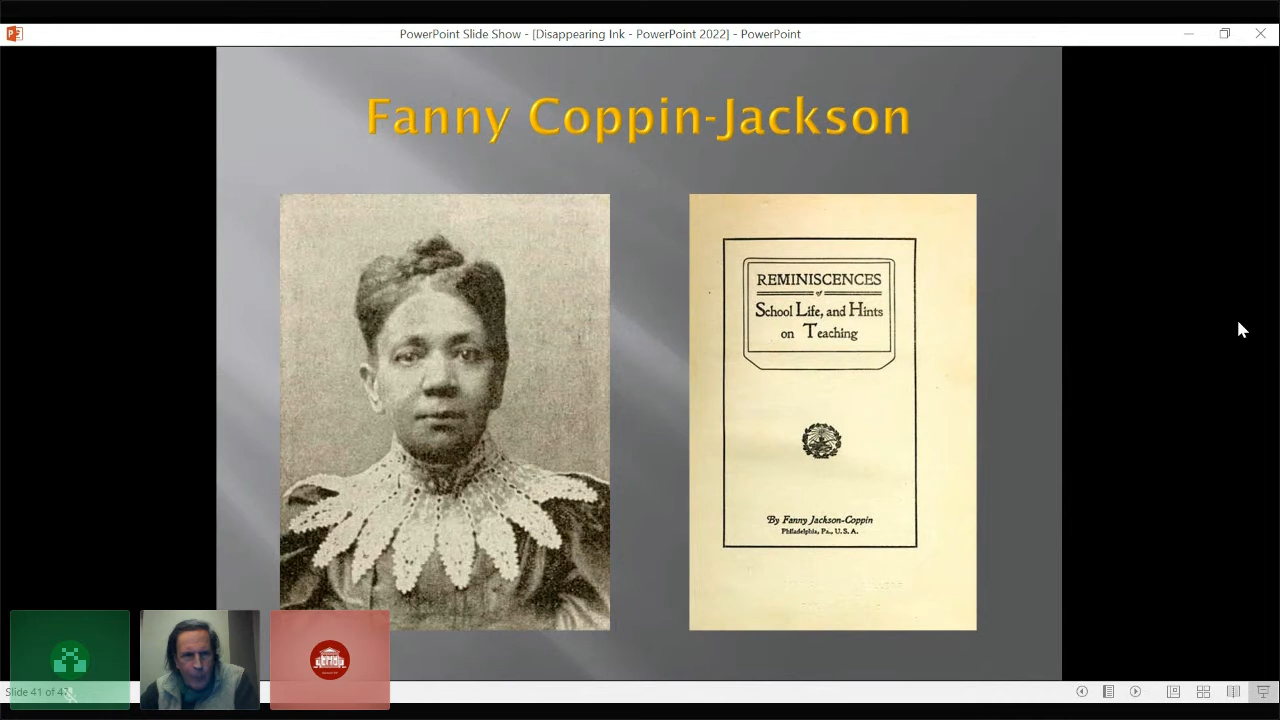 PowerPoint Slide Show - [Disappearing Ink - PowerPoint 2022] - PowerPoint
Fanny Coppin-Jackson
REMINISCENCES
of
School Life, and Hints
on Teaching
By Fanny Jackson-Coppin
Philadelphia, Pa., U. S. A.
Slide 41 of 47